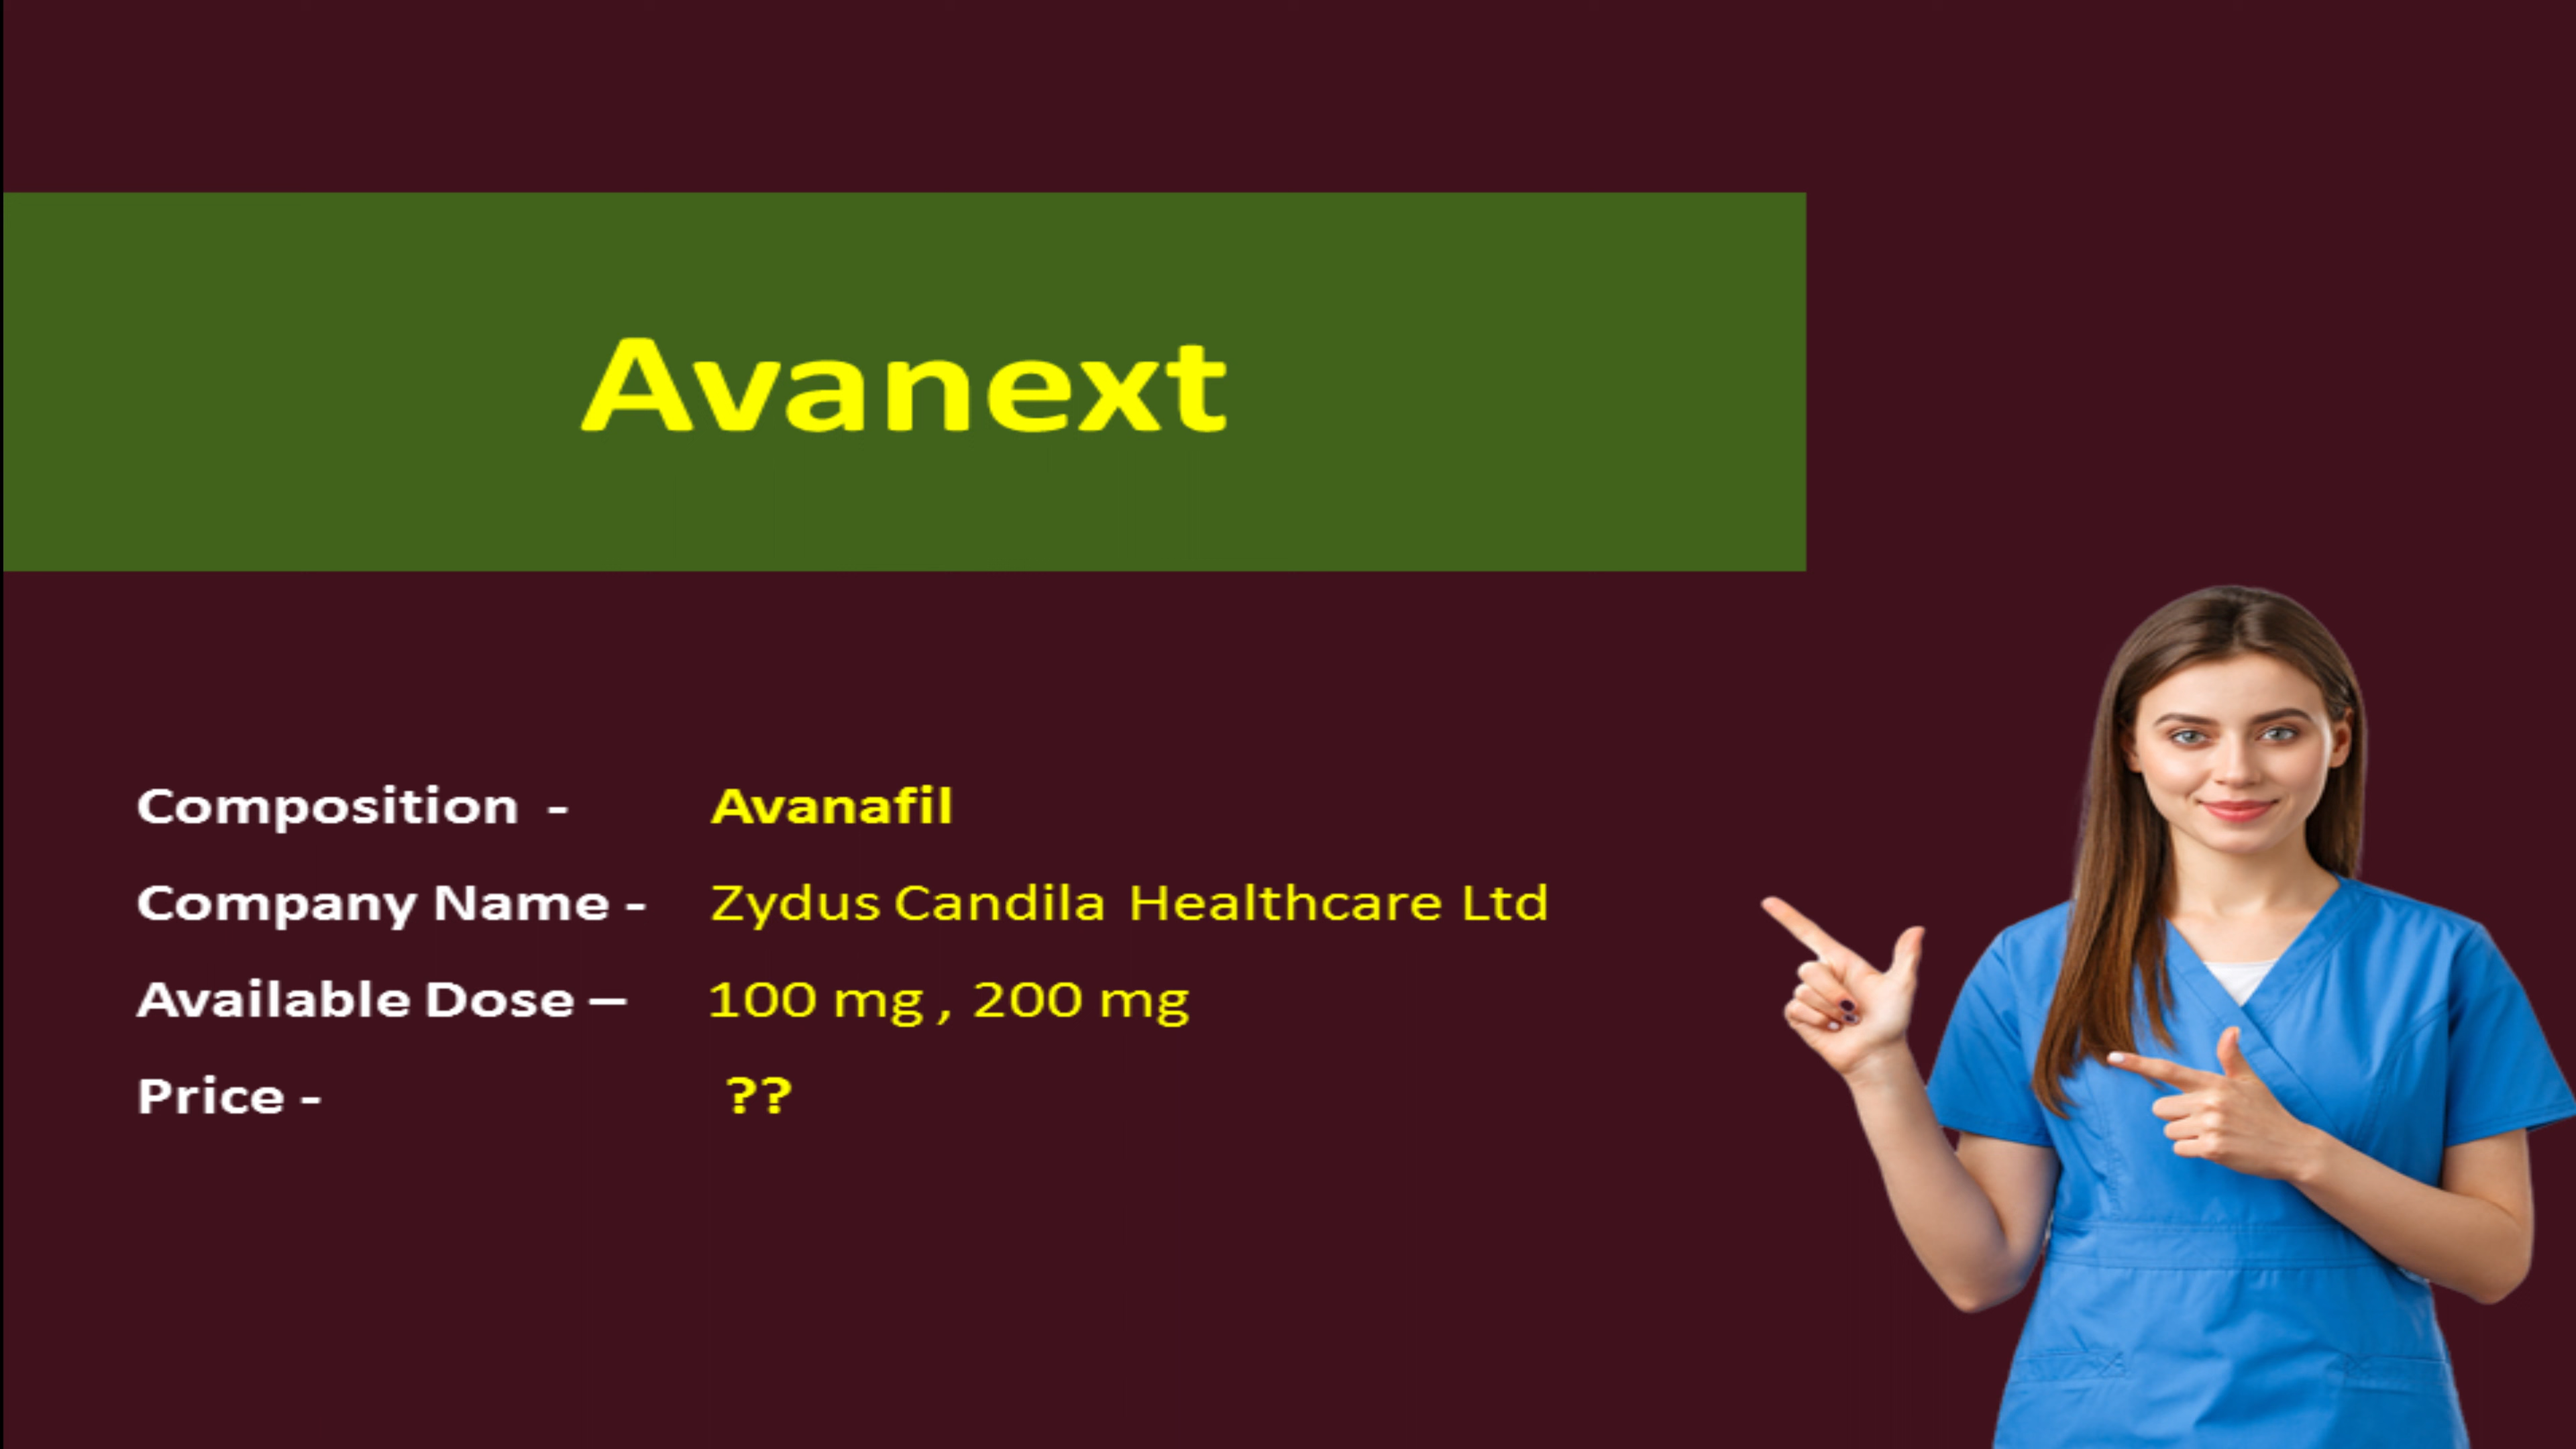 Avanext
Composition - Avanafil
Company Name - Zydus Candila Healthcare Ltd
Available Dose – 100 mg , 200 mg
Price - ??